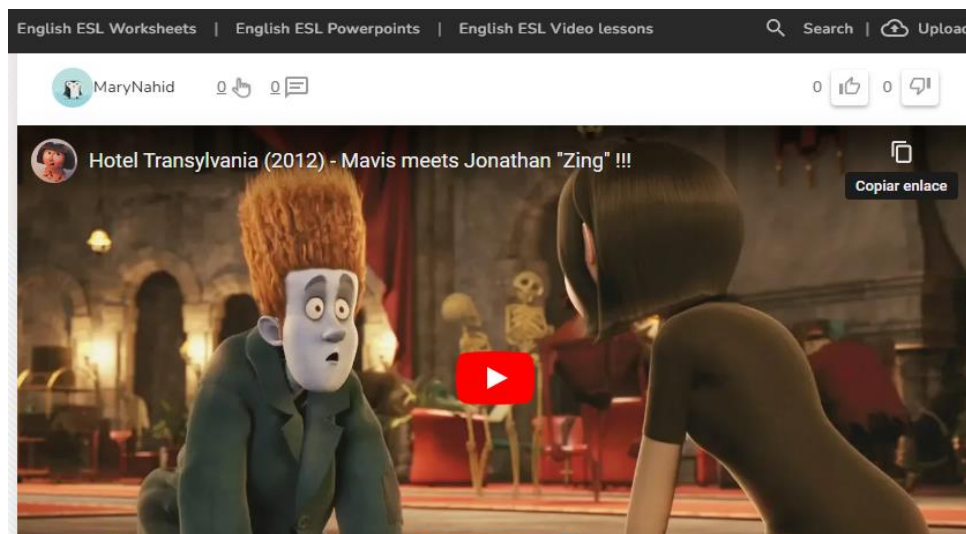 English ESL Worksheets | English ESL Powerpoints | English ESL Video lessons Search | Upload
MaryNahid 0 0 0 0
Hotel Transylvania (2012) - Mavis meets Jonathan "Zing" !!!
Copiar enlace